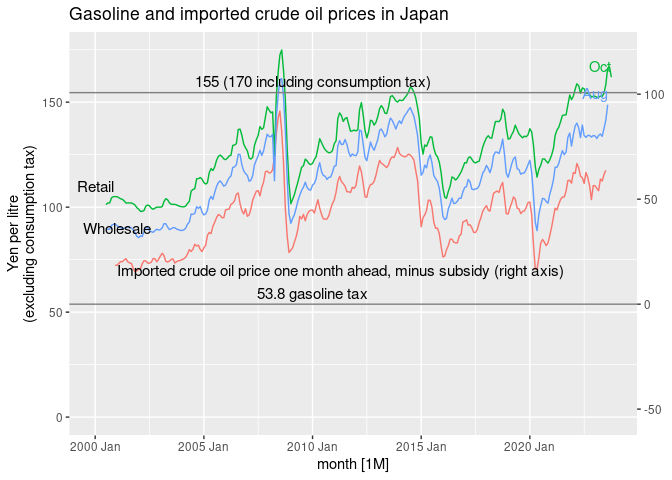 Gasoline and imported crude oil prices in Japan
Yen per litre
(excluding consumption tax)
150
100
50
0
100
50
0
-50
155 (170 including consumption tax)
Oct
Aug
Retail
Wholesale
Imported crude oil price one month ahead, minus subsidy (right axis)
53.8 gasoline tax
2000 Jan
2005 Jan
2010 Jan
2015 Jan
2020 Jan
month [1M]